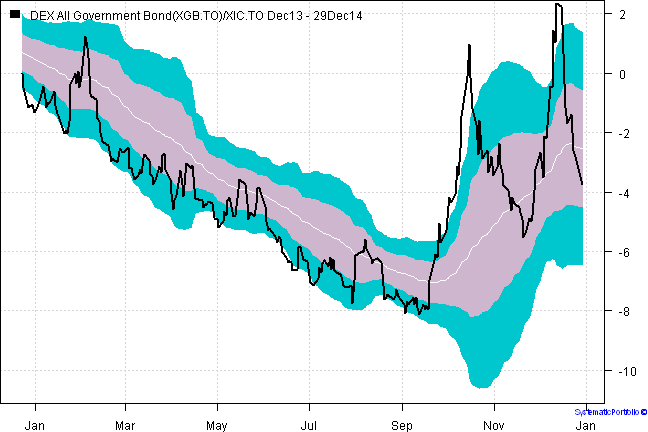 DEX All Government Bond(XGB.TO)/XIC.TO Dec13 - 29Dec14
2
0
-2
-4
-6
-8
-10
SystematicPortfolio ©
Jan Mar May Jul Sep Nov Jan